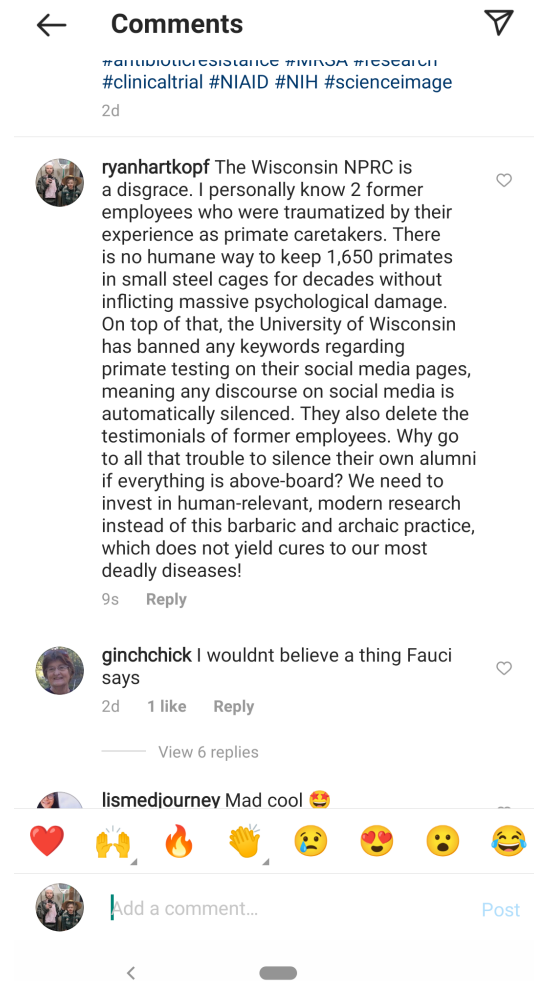 Comments
#antibioticresistance #MRSA #research
#clinicaltrial #NIAID #NIH #scienceimage
2d
ryanhartkopf The Wisconsin NPRC is
a disgrace. I personally know 2 former
employees who were traumatized by their
experience as primate caretakers. There
is no humane way to keep 1,650 primates
in small steel cages for decades without
inflicting massive psychological damage.
On top of that, the University of Wisconsin
has banned any keywords regarding
primate testing on their social media pages,
meaning any discourse on social media is
automatically silenced. They also delete the
testimonials of former employees. Why go
to all that trouble to silence their own alumni
if everything is above-board? We need to
invest in human-relevant, modern research
instead of this barbaric and archaic practice,
which does not yield cures to our most
deadly diseases!
9s Reply
ginchchick I wouldnt believe a thing Fauci
says
2d 1 like Reply
View 6 replies
lismedjourney Mad cool 🤩
❤️ 🙌 🔥 👏 😢 😍 😮 😂
Add a comment... Post